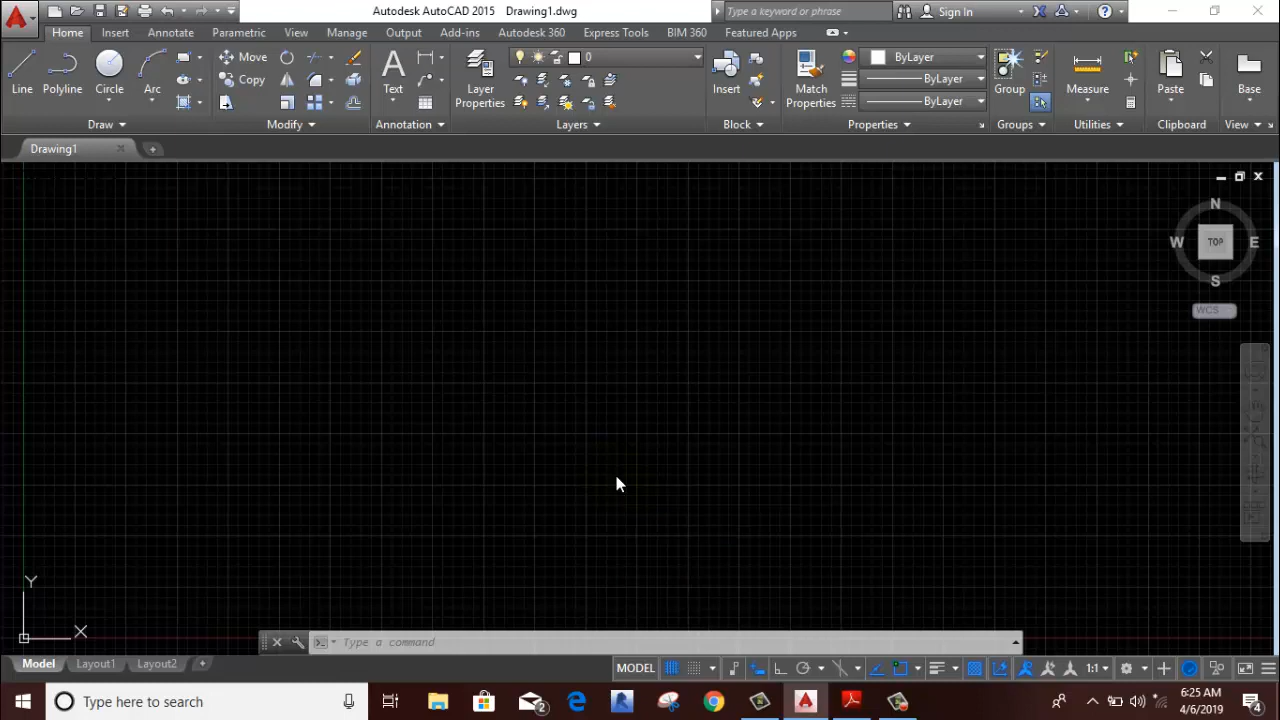 Autodesk AutoCAD 2015 Drawing1.dwg
Type a keyword or phrase
Sign In
Home Insert Annotate Parametric View Manage Output Add-ins Autodesk 360 Express Tools BIM 360 Featured Apps
Line Polyline Circle Arc
Move
Copy
Text
Layer Properties
0
Insert
Match Properties
ByLayer
ByLayer
ByLayer
Group
Measure
Paste
Base
Draw Modify Annotation Layers Block Properties Groups Utilities Clipboard View
Drawing1
N
W TOP E
S
WCS
Y
X
Type a command
Model Layout1 Layout2
MODEL
1:1
Type here to search
2
6:25 AM
4/6/2019
4